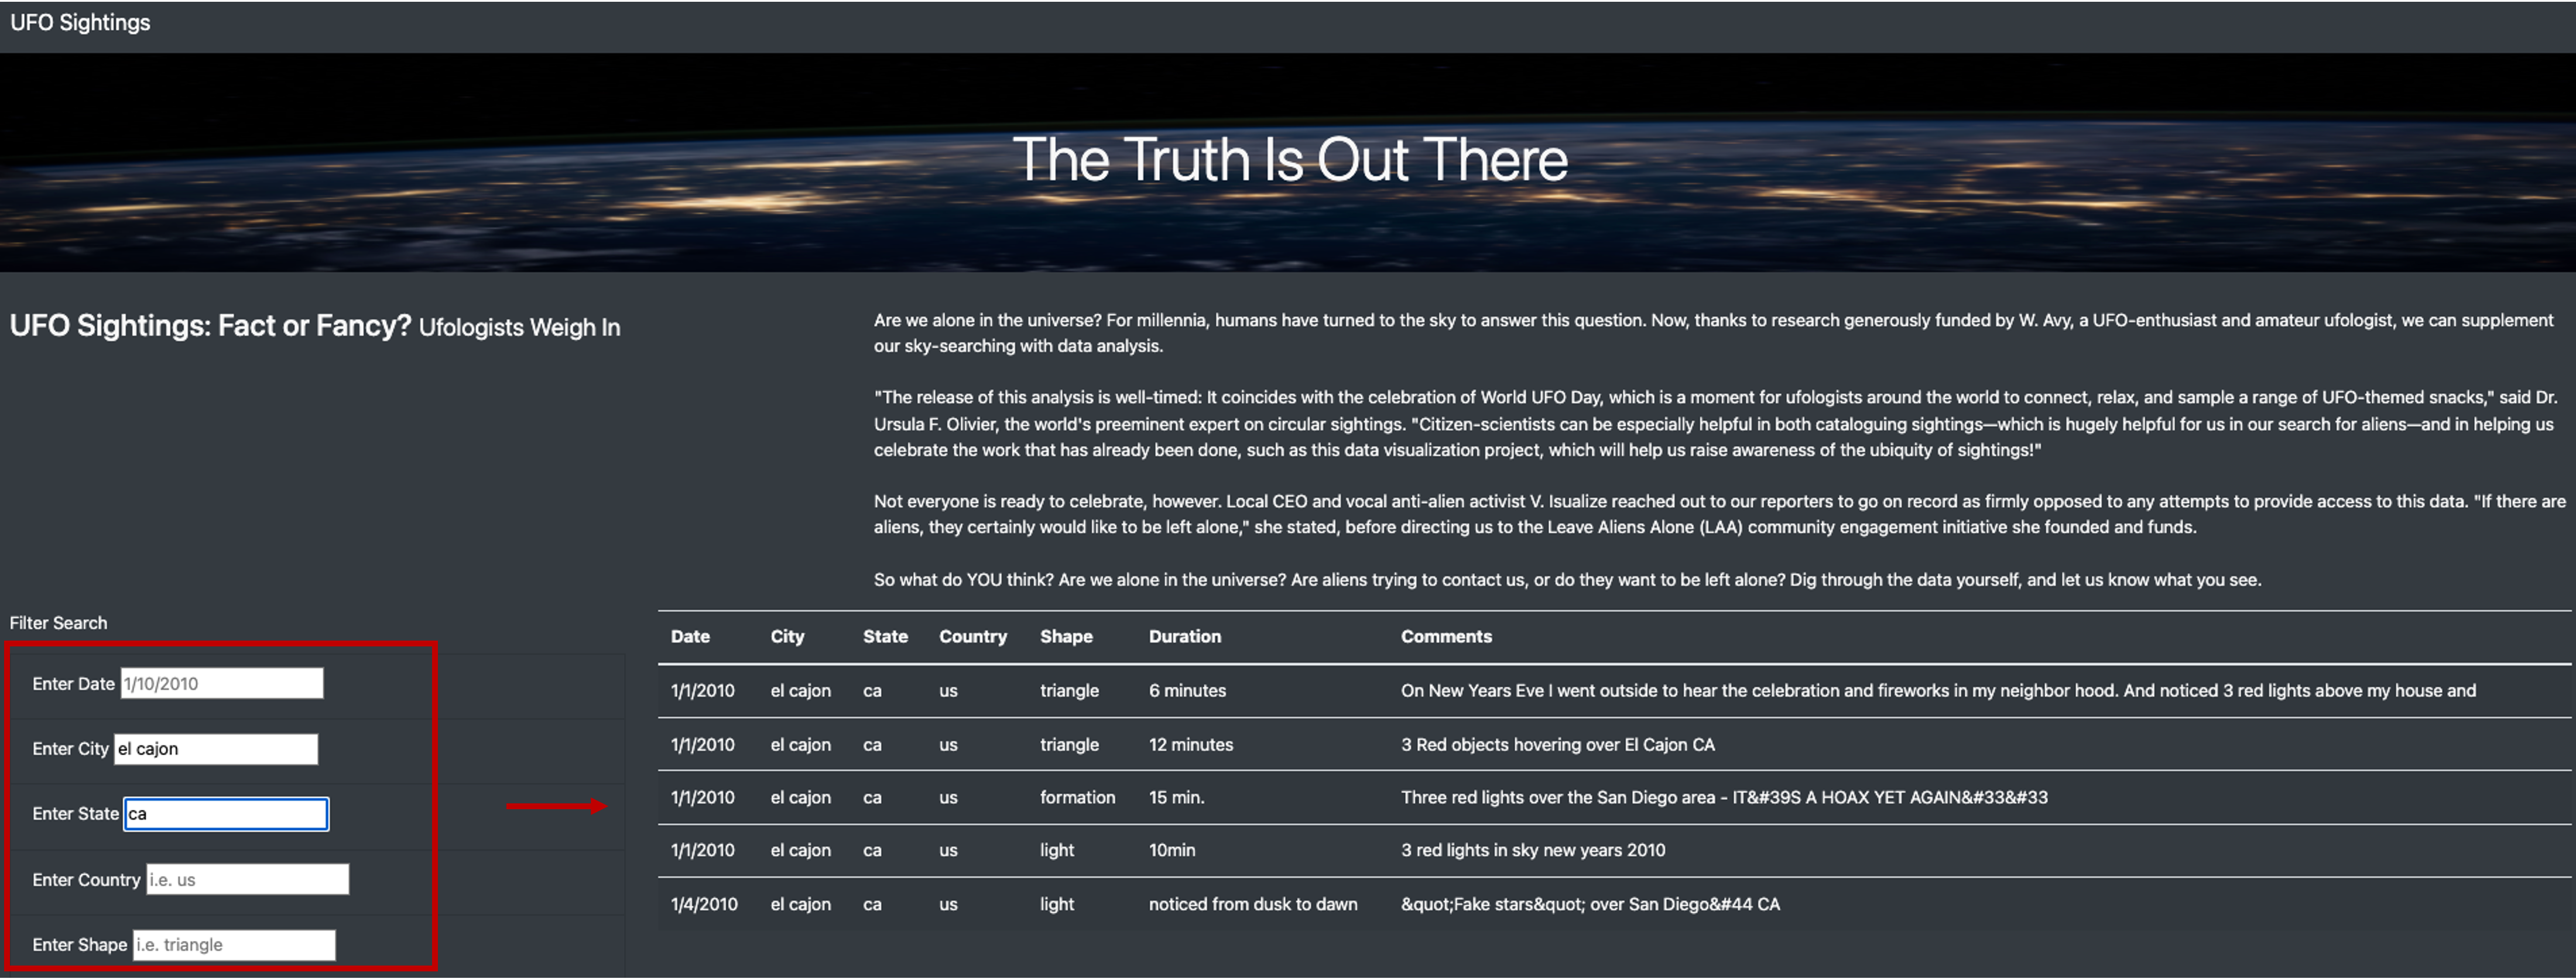 UFO Sightings
The Truth Is Out There
UFO Sightings: Fact or Fancy? Ufologists Weigh In
Are we alone in the universe? For millennia, humans have turned to the sky to answer this question. Now, thanks to research generously funded by W. Avy, a UFO-enthusiast and amateur ufologist, we can supplement
our sky-searching with data analysis.
"The release of this analysis is well-timed: It coincides with the celebration of World UFO Day, which is a moment for ufologists around the world to connect, relax, and sample a range of UFO-themed snacks," said Dr.
Ursula F. Olivier, the world's preeminent expert on circular sightings. "Citizen-scientists can be especially helpful in both cataloguing sightings—which is hugely helpful for us in our search for aliens—and in helping us
celebrate the work that has already been done, such as this data visualization project, which will help us raise awareness of the ubiquity of sightings!"
Not everyone is ready to celebrate, however. Local CEO and vocal anti-alien activist V. Isualize reached out to our reporters to go on record as firmly opposed to any attempts to provide access to this data. "If there are
aliens, they certainly would like to be left alone," she stated, before directing us to the Leave Aliens Alone (LAA) community engagement initiative she founded and funds.
So what do YOU think? Are we alone in the universe? Are aliens trying to contact us, or do they want to be left alone? Dig through the data yourself, and let us know what you see.
Filter Search
Enter Date 1/10/2010
Enter City el cajon
Enter State ca
Enter Country i.e. us
Enter Shape i.e. triangle
Date City State Country Shape Duration Comments
1/1/2010 el cajon ca us triangle 6 minutes On New Years Eve I went outside to hear the celebration and fireworks in my neighbor hood. And noticed 3 red lights above my house and
1/1/2010 el cajon ca us triangle 12 minutes 3 Red objects hovering over El Cajon CA
1/1/2010 el cajon ca us formation 15 min. Three red lights over the San Diego area - IT&#39S A HOAX YET AGAIN&#33&#33
1/1/2010 el cajon ca us light 10min 3 red lights in sky new years 2010
1/4/2010 el cajon ca us light noticed from dusk to dawn &quot;Fake stars&quot; over San Diego&#44 CA